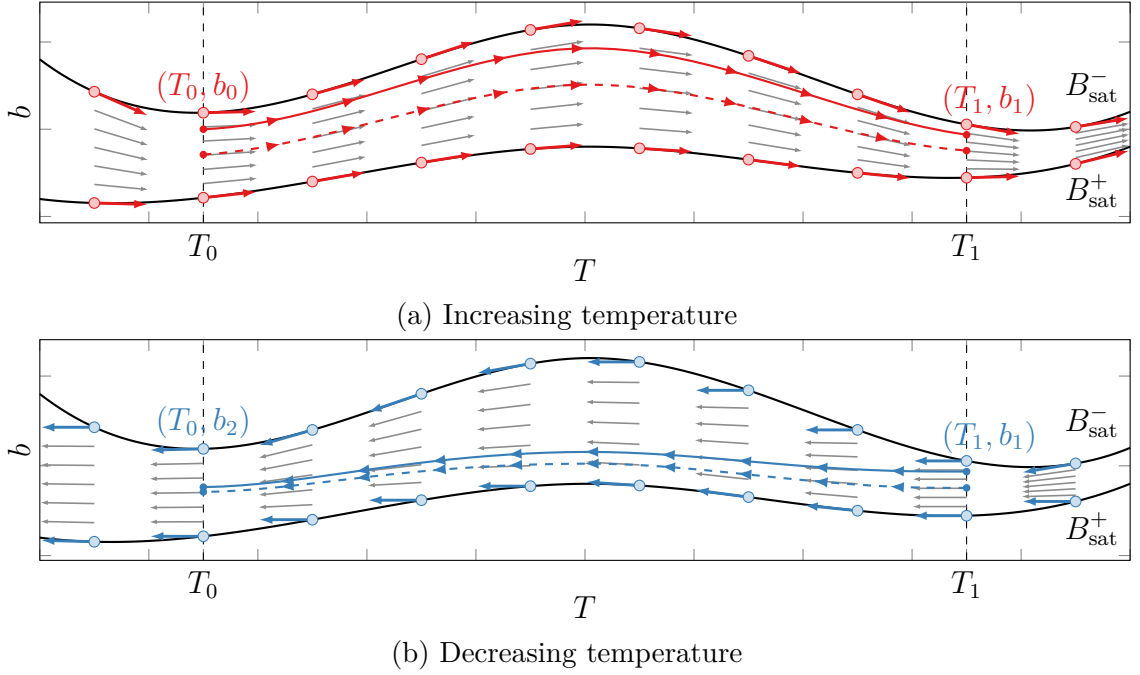 (T₀, b₀)
(T₁, b₁)
B⁻sat
B⁺sat
b
T₀
T₁
T
(a) Increasing temperature
(T₀, b₂)
(T₁, b₁)
B⁻sat
B⁺sat
b
T₀
T₁
T
(b) Decreasing temperature